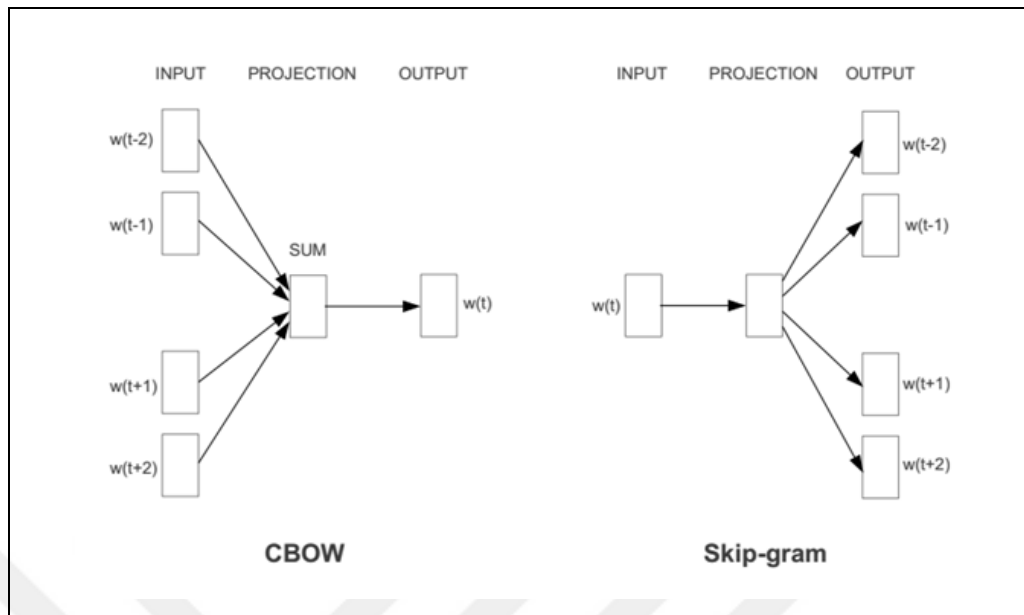 INPUT PROJECTION OUTPUT
w(t-2)
w(t-1)
SUM
w(t)
w(t+1)
w(t+2)
CBOW
INPUT PROJECTION OUTPUT
w(t-2)
w(t-1)
w(t)
w(t+1)
w(t+2)
Skip-gram